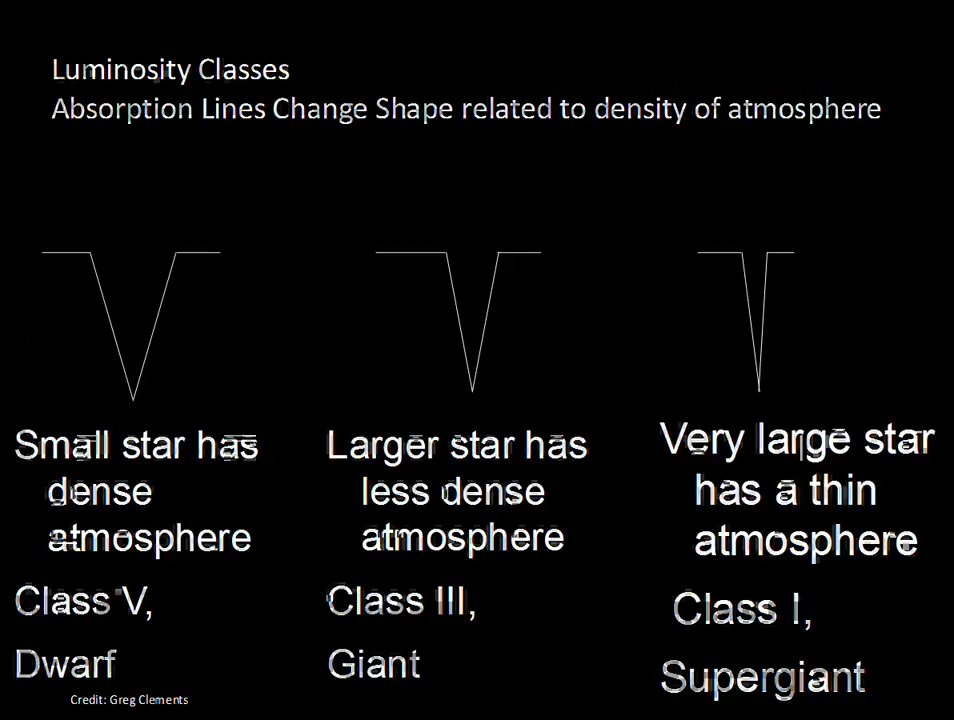 Luminosity Classes
Absorption Lines Change Shape related to density of atmosphere
Small star has
dense
atmosphere
Class V,
Dwarf
Larger star has
less dense
atmosphere
Class III,
Giant
Very large star
has a thin
atmosphere
Class I,
Supergiant
Credit: Greg Clements